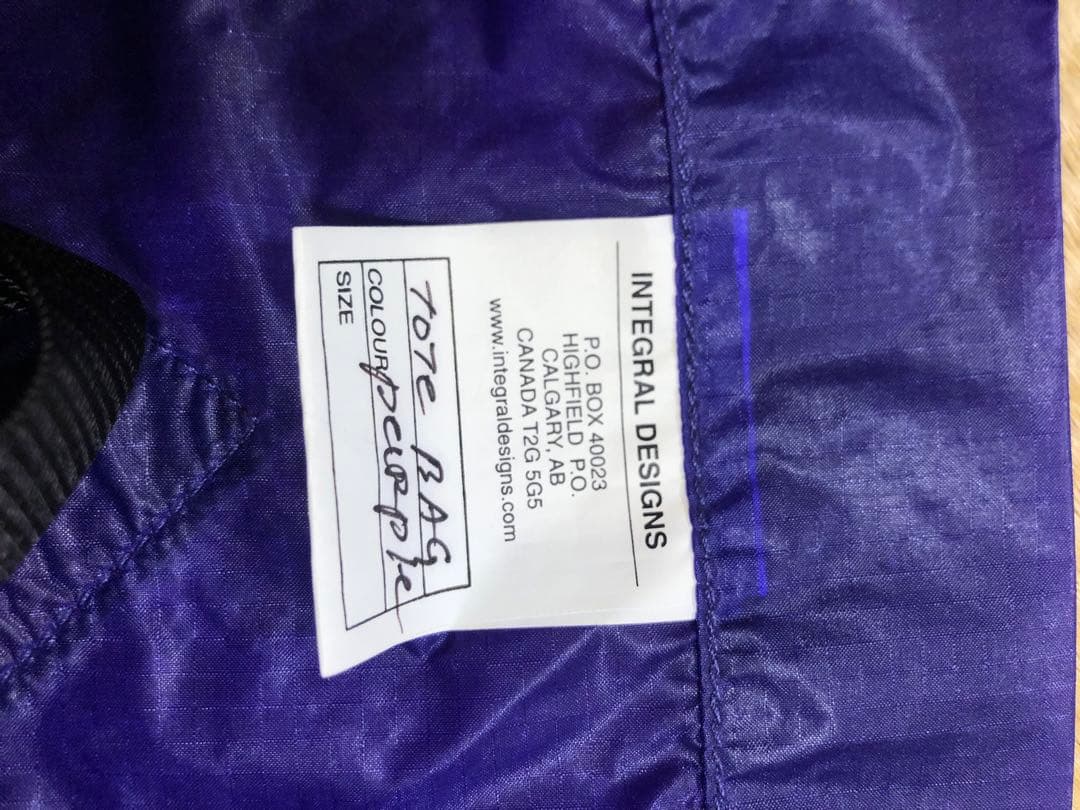 INTEGRAL DESIGNS
P.O. BOX 40023
HIGHFIELD P.O.
CALGARY, AB
CANADA T2G 5G5
www.integraldesigns.com
TOTE BAG
COLOUR purple
SIZE